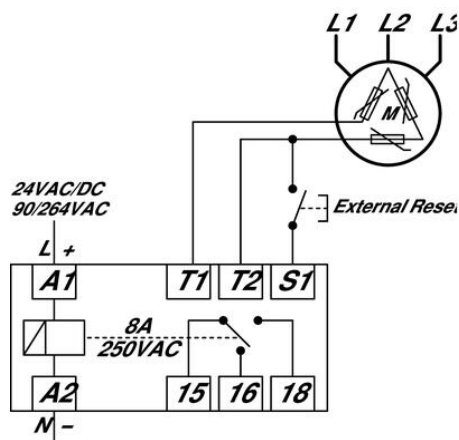 L1 L2 L3
M
24VAC/DC
90/264VAC
External Reset
L +
A1 T1 T2 S1
8A
250VAC
A2 15 16 18
N -